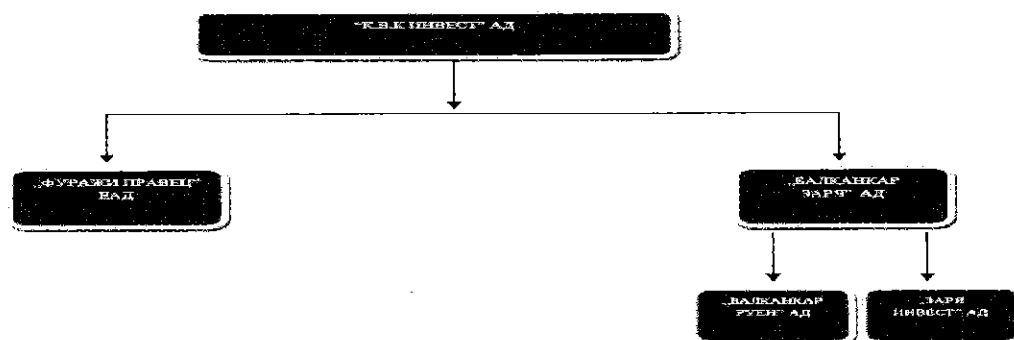 "К.В.К ИНВЕСТ" АД
„ФУРАЖИ ПРАВЕЦ"
ЕАД
„БАЛКАНКАР
ЗАРЯ" АД
„БАЛКАНКАР
РУЕН" АД
„ЗАРЯ
ИНВЕСТ" АД